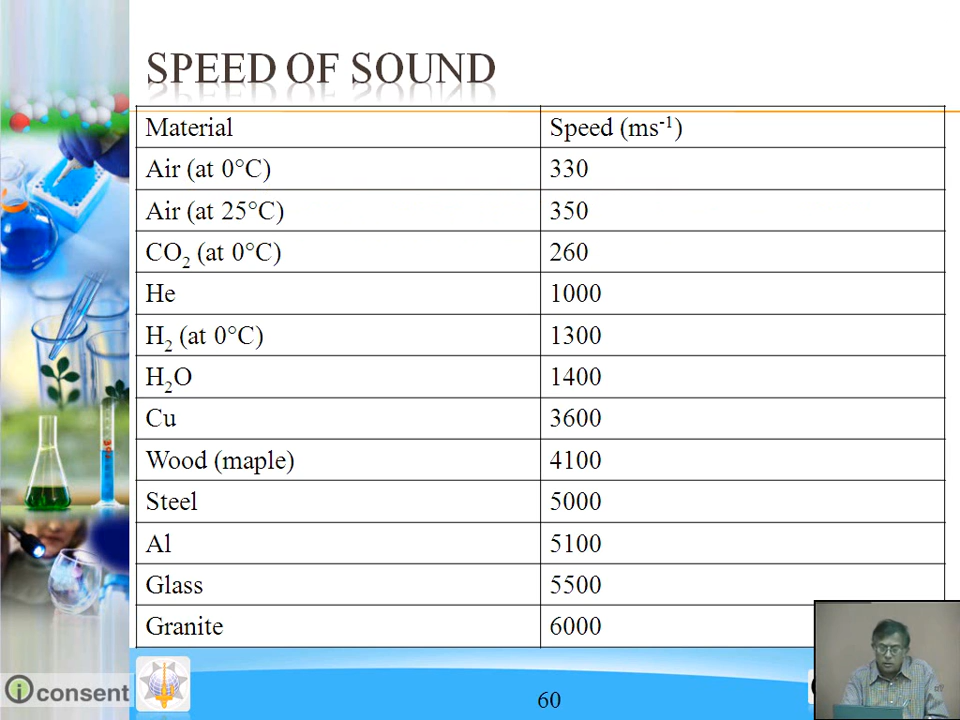 SPEED OF SOUND
Material Speed (ms⁻¹)
Air (at 0°C) 330
Air (at 25°C) 350
CO₂ (at 0°C) 260
He 1000
H₂ (at 0°C) 1300
H₂O 1400
Cu 3600
Wood (maple) 4100
Steel 5000
Al 5100
Glass 5500
Granite 6000
iconsent
60